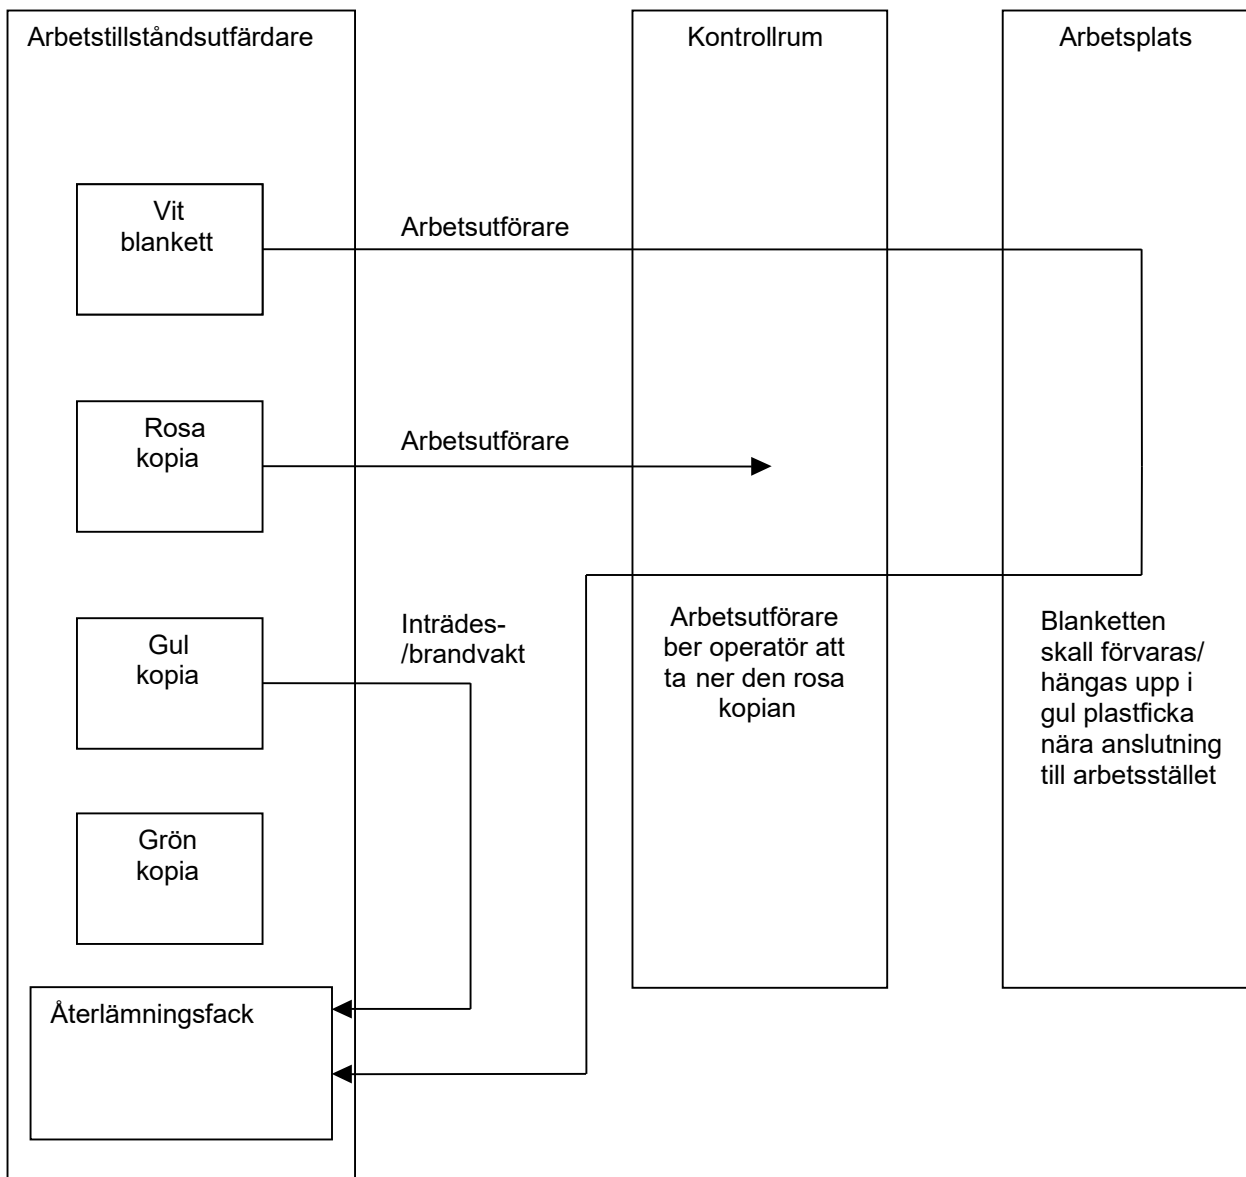 Arbetstillståndsutfärdare
Kontrollrum
Arbetsplats
Vit
blankett
Arbetsutförare
Rosa
kopia
Arbetsutförare
Gul
kopia
Inträdes-
/brandvakt
Arbetsutförare
ber operatör att
ta ner den rosa
kopian
Blanketten
skall förvaras/
hängas upp i
gul plastficka
nära anslutning
till arbetsstället
Grön
kopia
Återlämningsfack